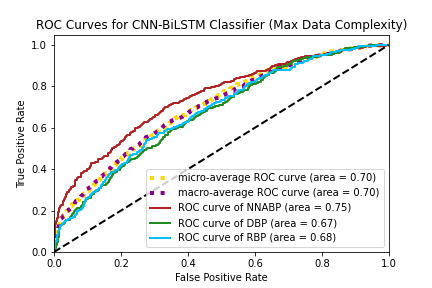 ROC Curves for CNN-BiLSTM Classifier (Max Data Complexity)
1.0
0.8
0.6
0.4
0.2
0.0
True Positive Rate
micro-average ROC curve (area = 0.70)
macro-average ROC curve (area = 0.70)
ROC curve of NNABP (area = 0.75)
ROC curve of DBP (area = 0.67)
ROC curve of RBP (area = 0.68)
0.0 0.2 0.4 0.6 0.8 1.0
False Positive Rate